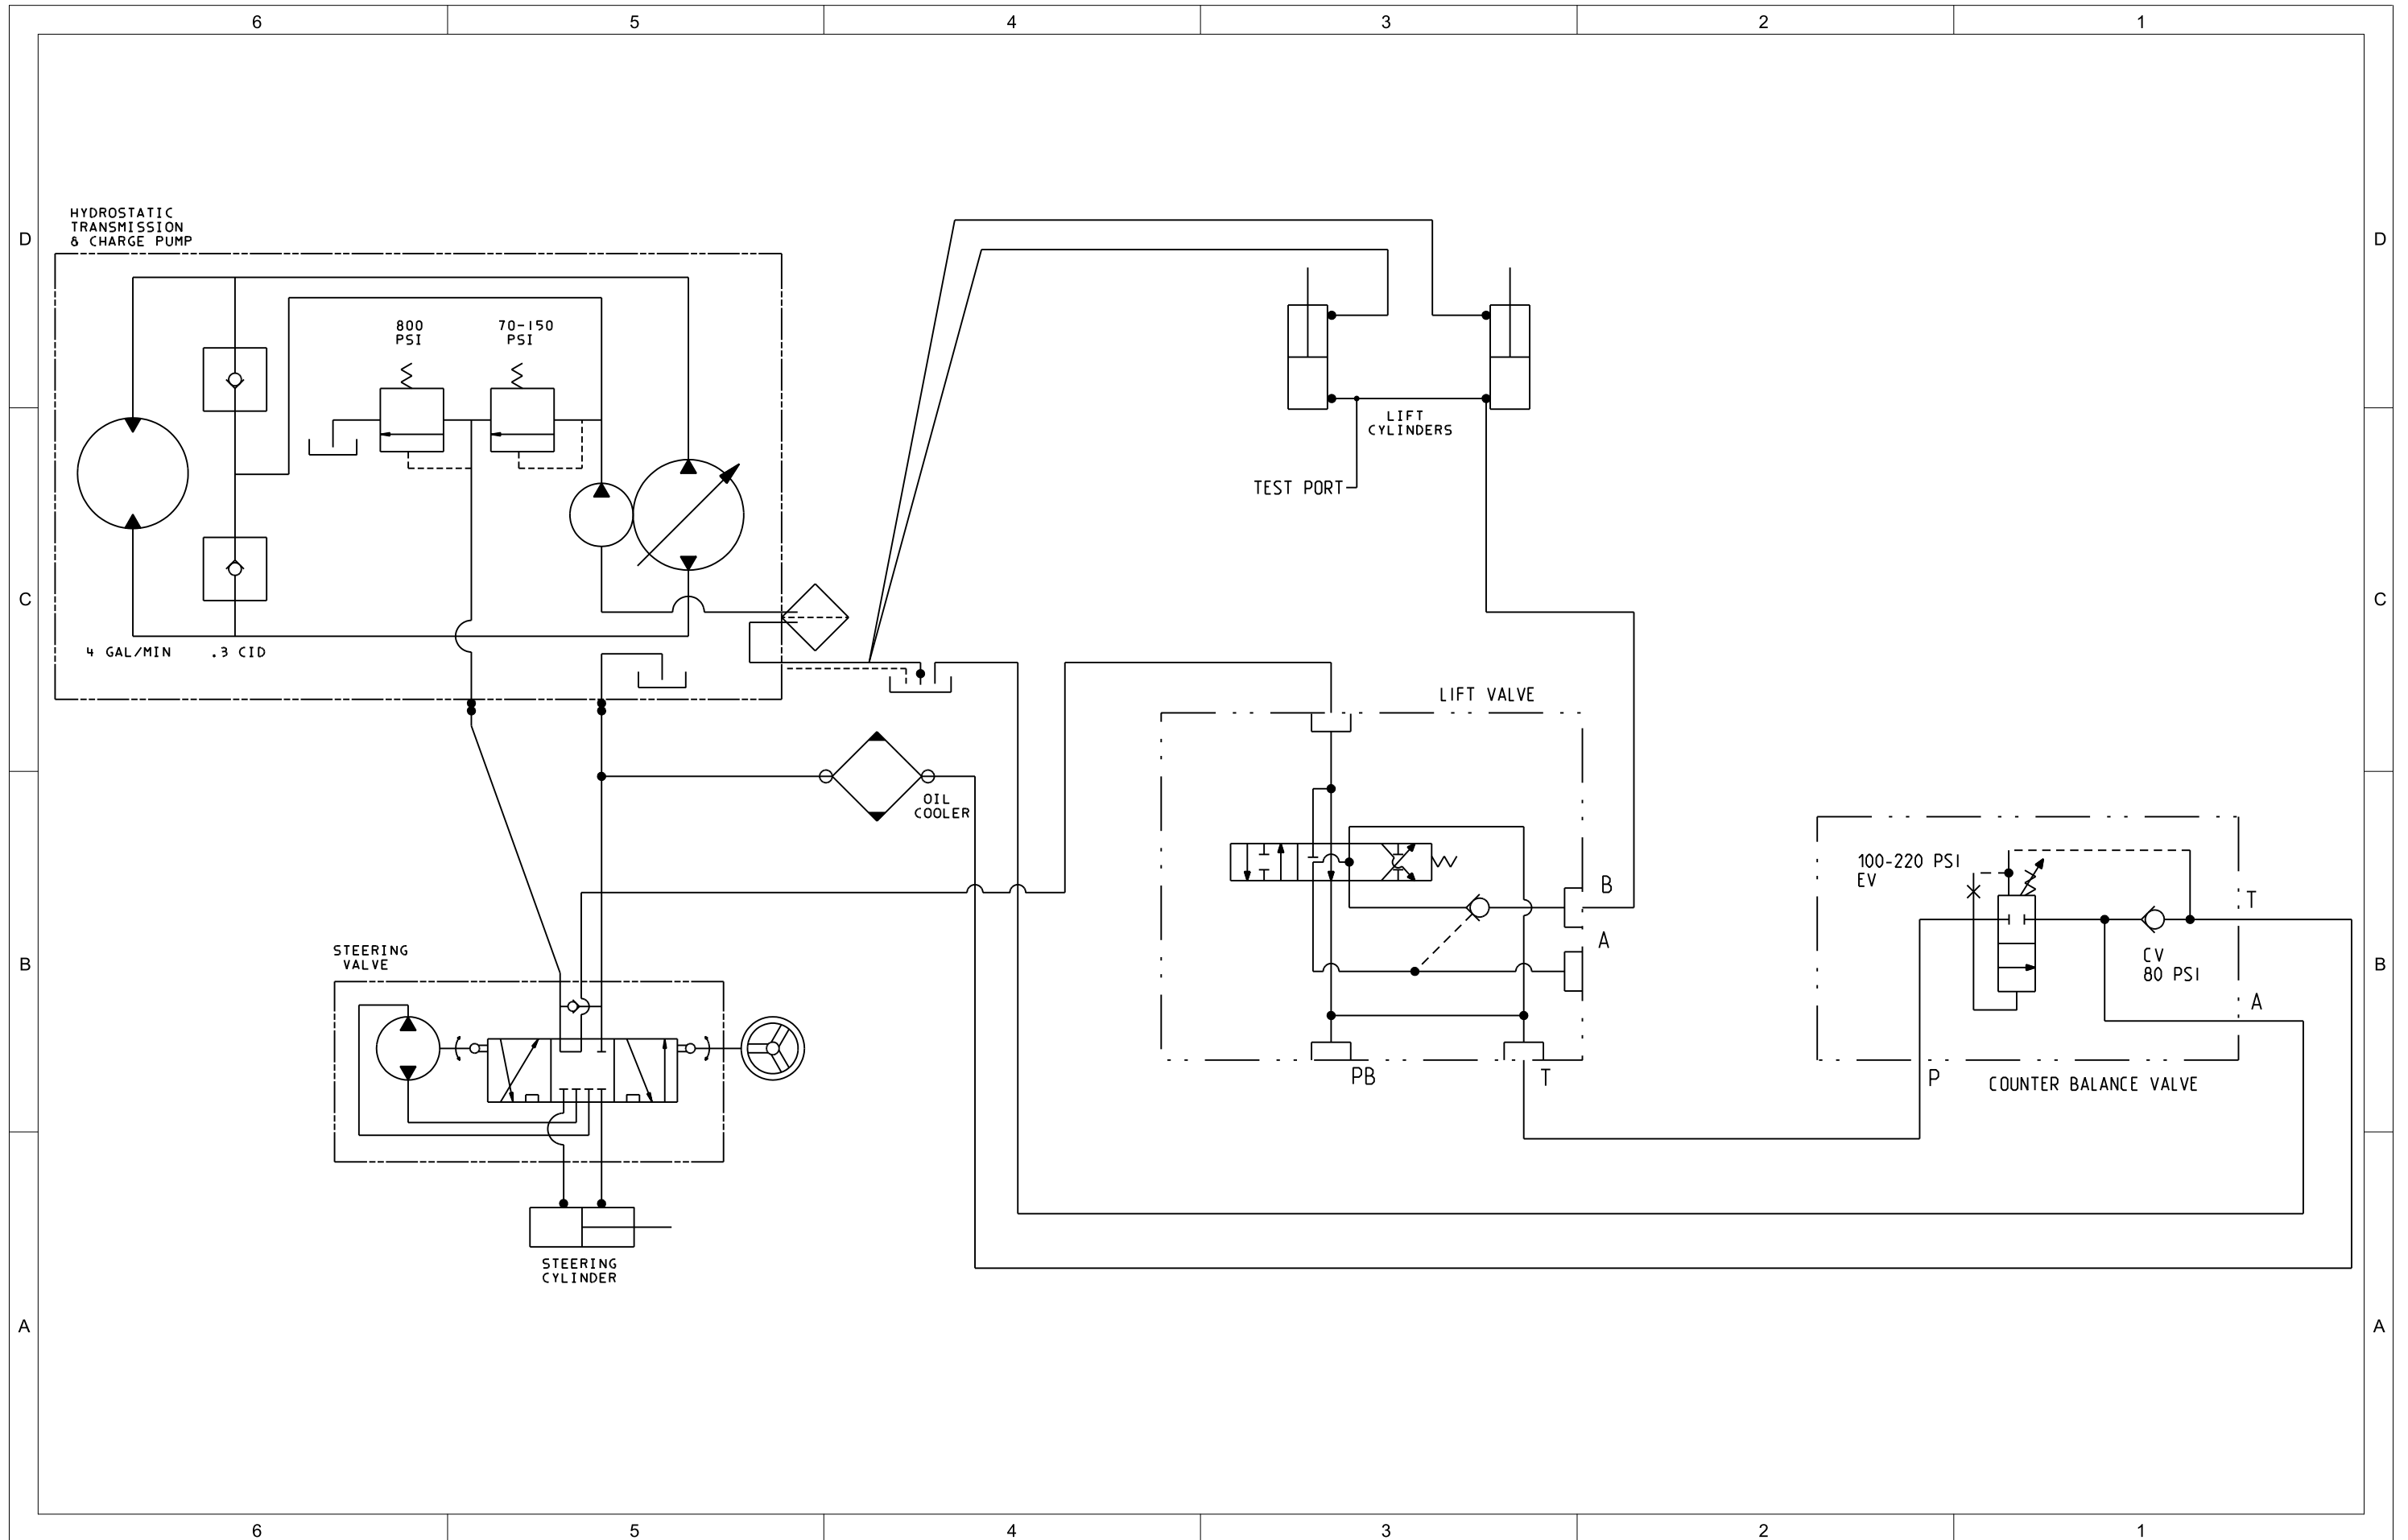 6 5 4 3 2 1
D D
HYDROSTATIC
TRANSMISSION
& CHARGE PUMP
800
PSI
70-150
PSI
LIFT
CYLINDERS
TEST PORT
C C
4 GAL/MIN .3 CID
LIFT VALVE
OIL
COOLER
100-220 PSI
EV
B
T
A
STEERING
VALVE
B B
CV
80 PSI
A
PB
T
P
COUNTER BALANCE VALVE
STEERING
CYLINDER
A A
6 5 4 3 2 1